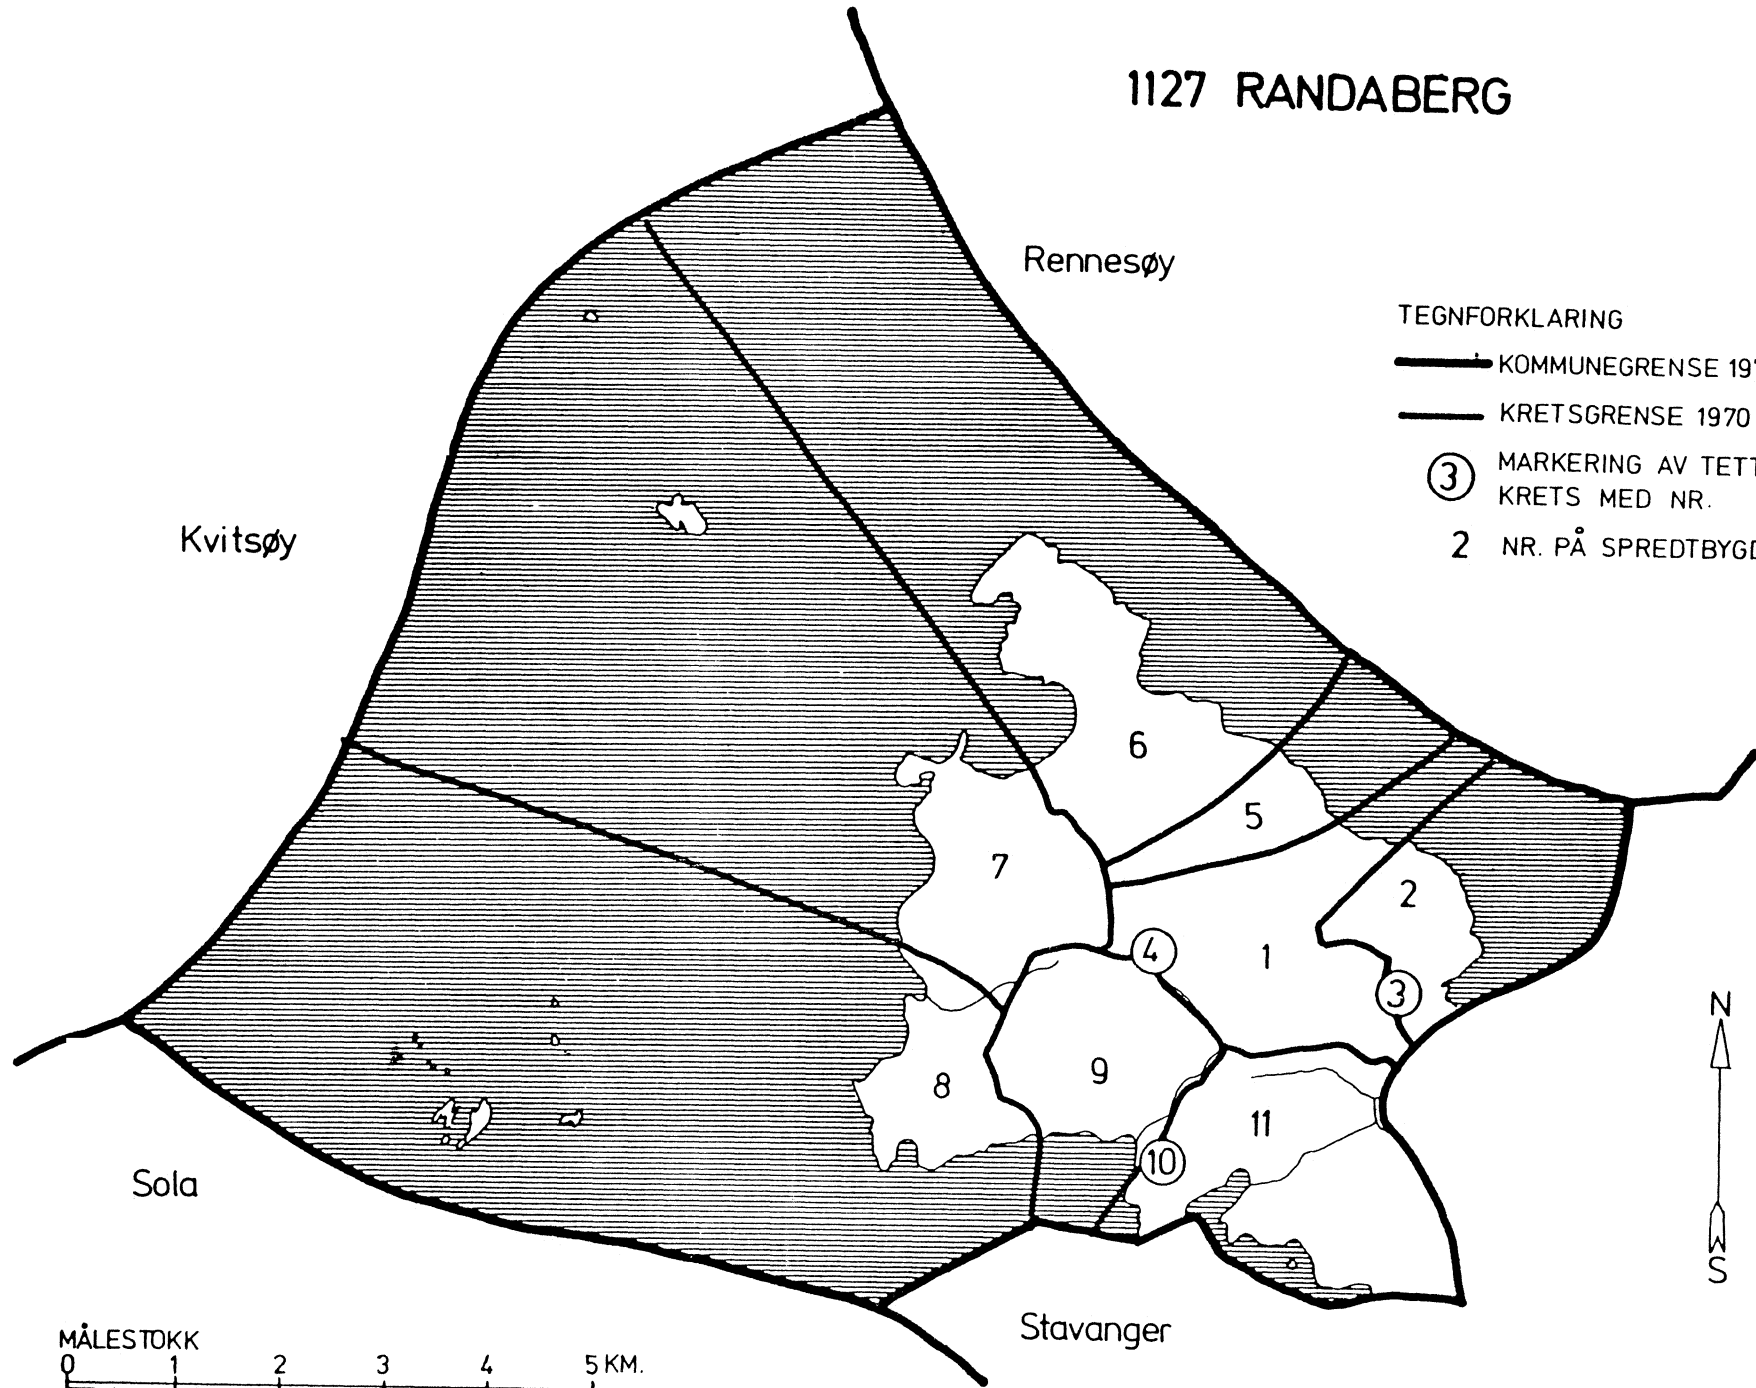 1127 RANDABERG
Rennesøy
TEGNFORKLARING
KOMMUNEGRENSE 19
KRETSGRENSE 1970
3 MARKERING AV TETT
KRETS MED NR.
2 NR. PÅ SPREDTBYGD
Kvitsøy
6
5
7
2
4
1
3
N
9
8
11
10
Sola
S
Stavanger
MÅLESTOKK
0 1 2 3 4 5 KM.